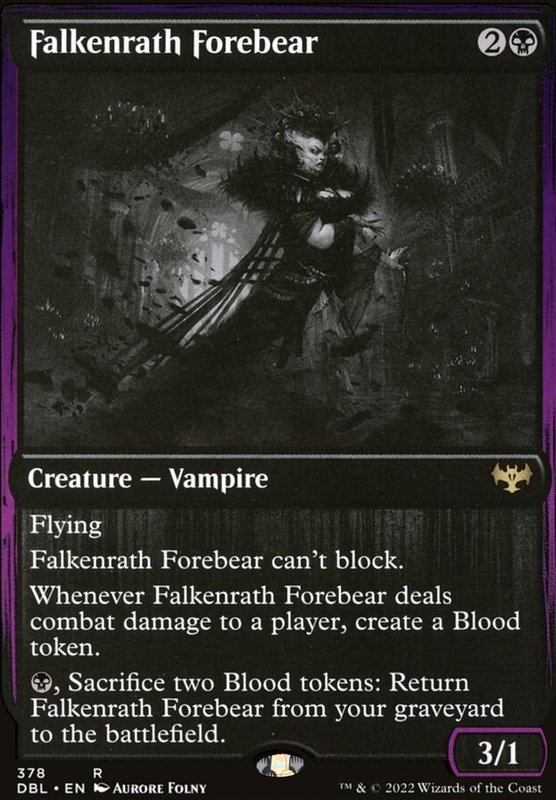 Falkenrath Forebear 2
Creature — Vampire
Flying
Falkenrath Forebear can't block.
Whenever Falkenrath Forebear deals
combat damage to a player, create a Blood
token.
, Sacrifice two Blood tokens: Return
Falkenrath Forebear from your graveyard
to the battlefield.
3/1
378 R
DBL • EN AURORE FOLNY
™ & © 2022 Wizards of the Coast